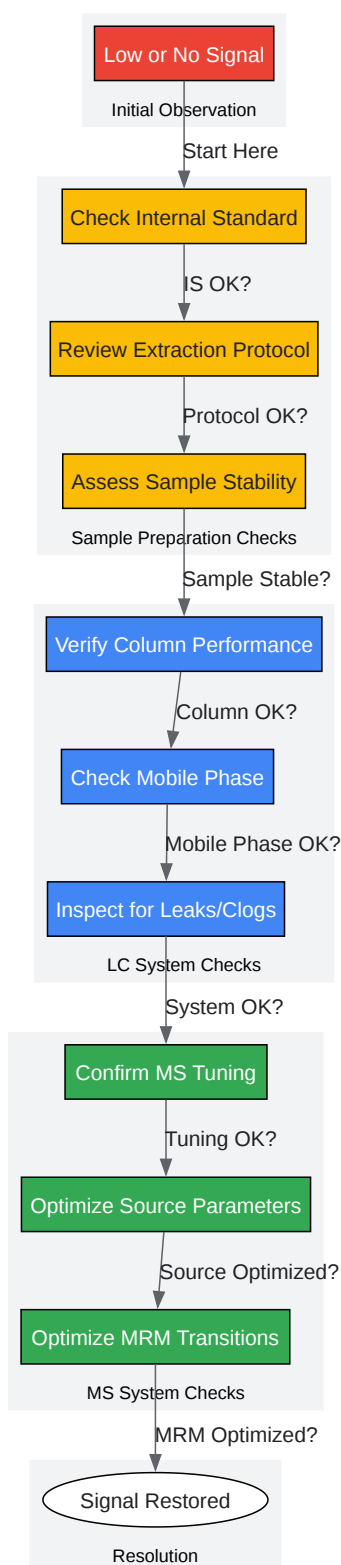 Low or No Signal
Initial Observation
Start Here
Check Internal Standard
IS OK?
Review Extraction Protocol
Protocol OK?
Assess Sample Stability
Sample Preparation Checks
Sample Stable?
Verify Column Performance
Column OK?
Check Mobile Phase
Mobile Phase OK?
Inspect for Leaks/Clogs
LC System Checks
System OK?
Confirm MS Tuning
Tuning OK?
Optimize Source Parameters
Source Optimized?
Optimize MRM Transitions
MS System Checks
MRM Optimized?
Signal Restored
Resolution